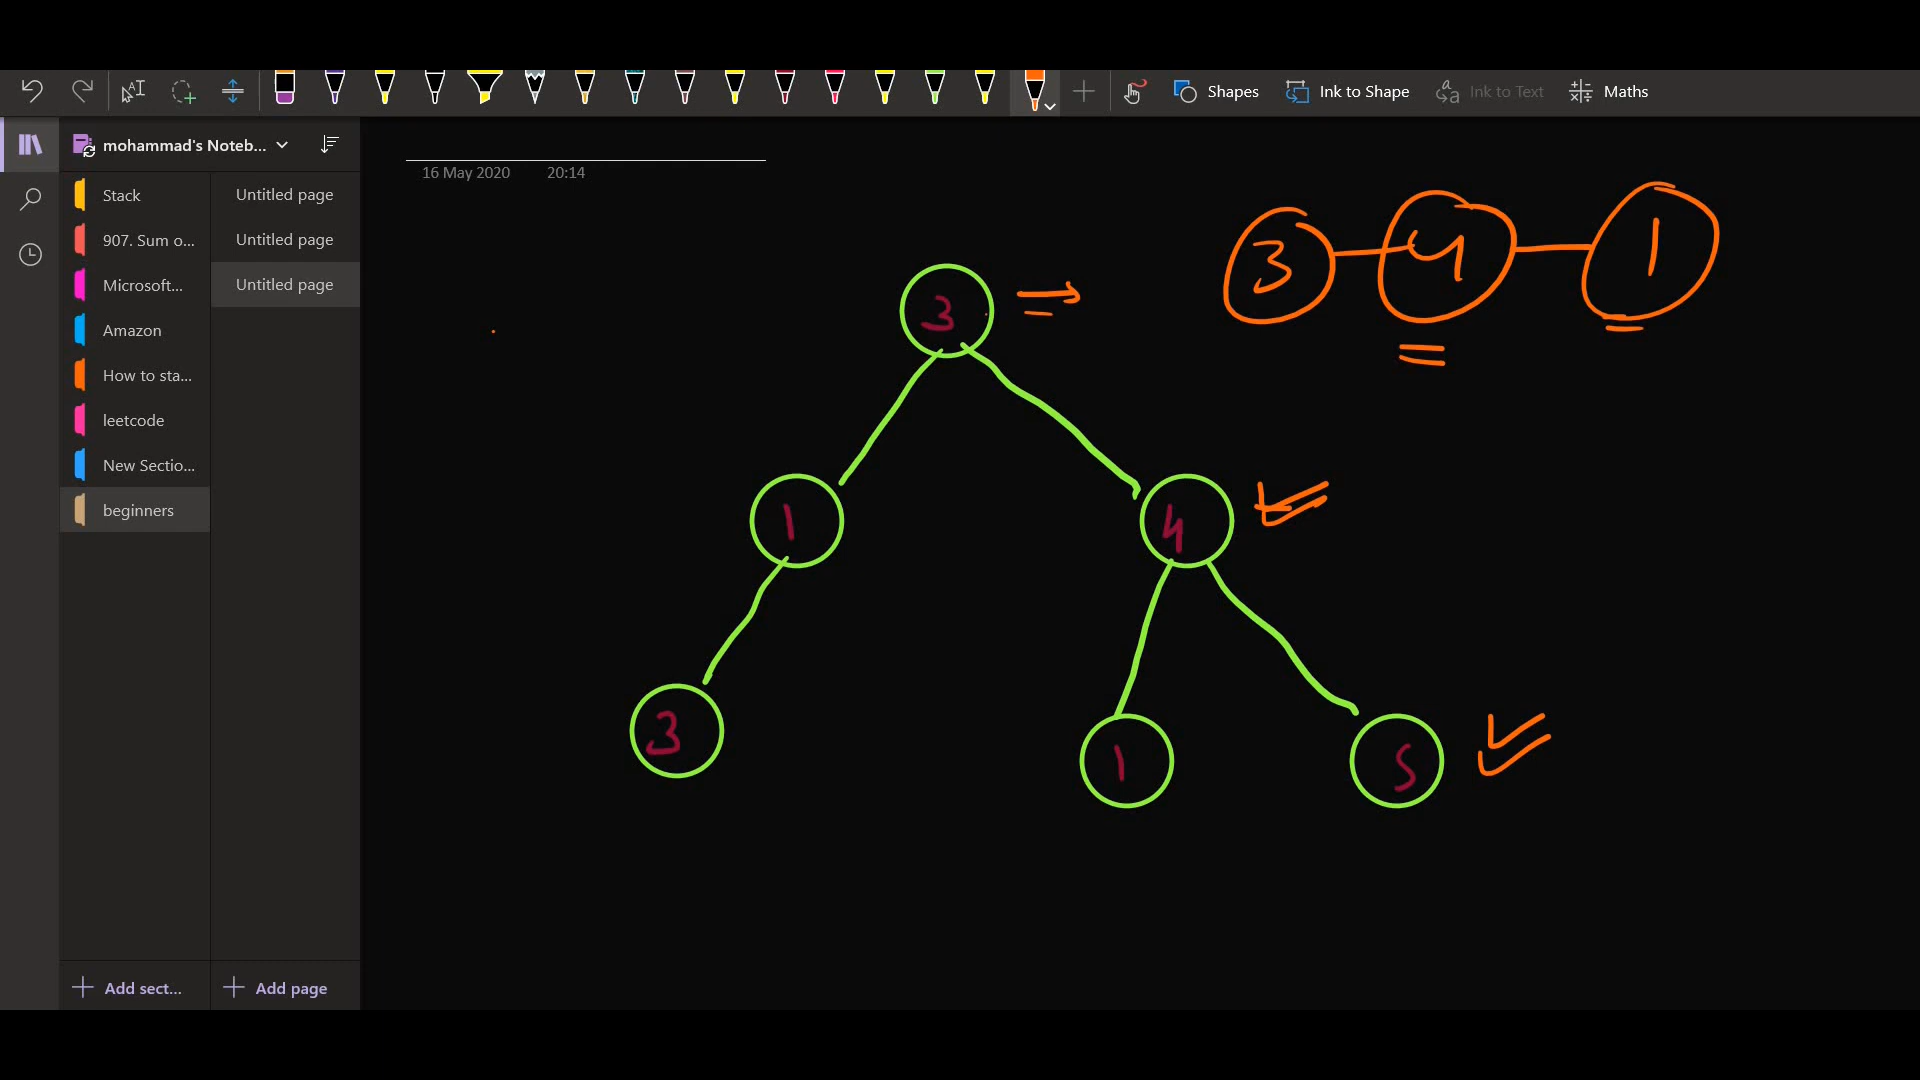 Shapes
Ink to Shape
Ink to Text
Maths
mohammad's Noteb...
Stack
907. Sum o...
Microsoft...
Amazon
How to sta...
leetcode
New Sectio...
beginners
Add sect...
Untitled page
Untitled page
Untitled page
Add page
16 May 2020 20:14
3 4 1
3
1 4
3 1 5